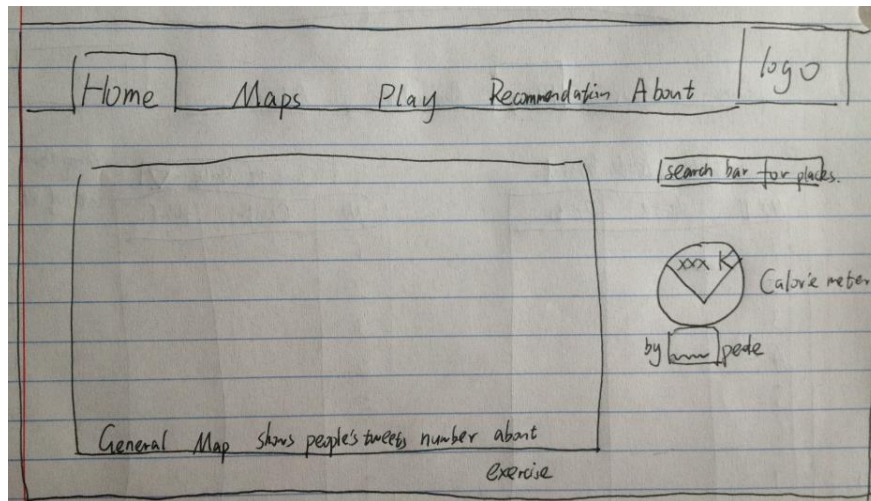 Home Maps Play Recommendation About logo
search bar for places.
xxx K
Calorie meter
by
General Map shows people's tweets number about
exercise